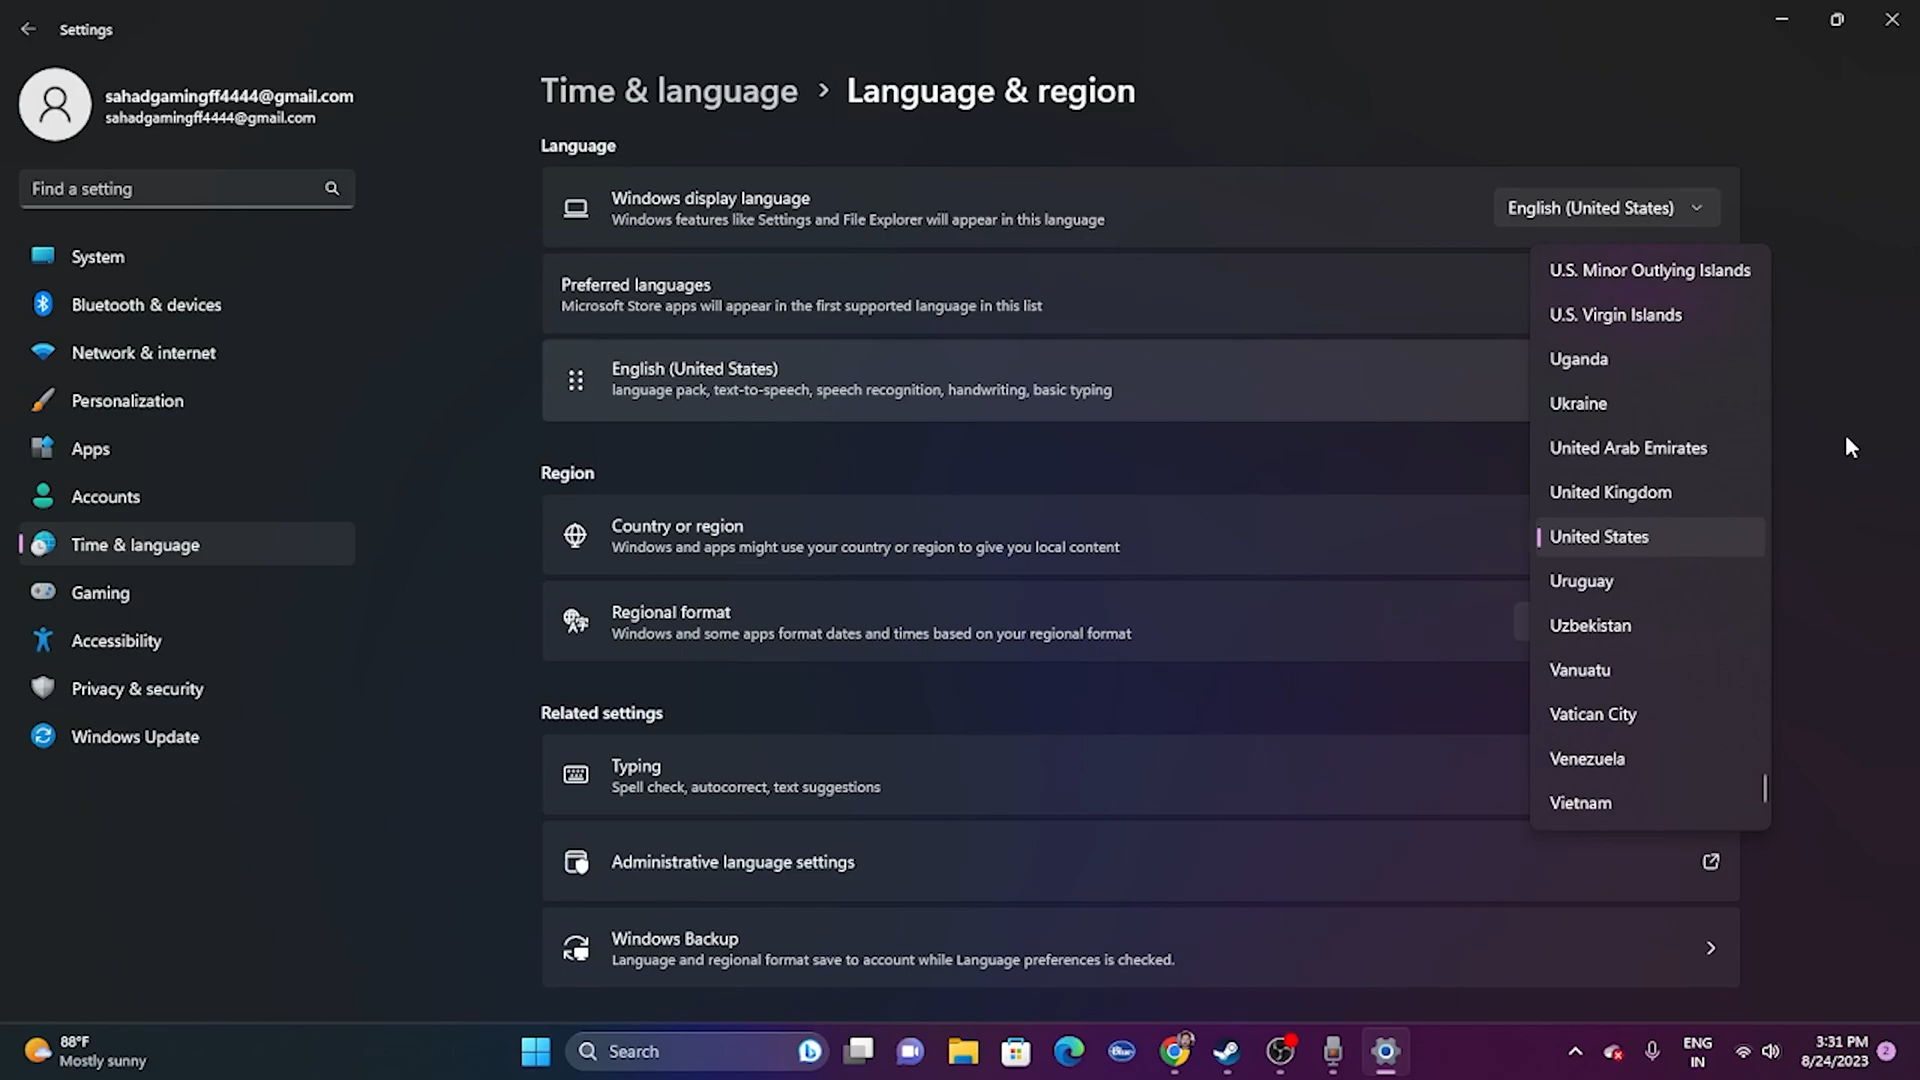 Settings
sahadgamingff4444@gmail.com
sahadgamingff4444@gmail.com
Find a setting
System
Bluetooth & devices
Network & internet
Personalization
Apps
Accounts
Time & language
Gaming
Accessibility
Privacy & security
Windows Update
Time & language › Language & region
Language
Windows display language
Windows features like Settings and File Explorer will appear in this language
English (United States)
Preferred languages
Microsoft Store apps will appear in the first supported language in this list
English (United States)
language pack, text-to-speech, speech recognition, handwriting, basic typing
Region
Country or region
Windows and apps might use your country or region to give you local content
Regional format
Windows and some apps format dates and times based on your regional format
Related settings
Typing
Spell check, autocorrect, text suggestions
Administrative language settings
Windows Backup
Language and regional format save to account while Language preferences is checked.
U.S. Minor Outlying Islands
U.S. Virgin Islands
Uganda
Ukraine
United Arab Emirates
United Kingdom
United States
Uruguay
Uzbekistan
Vanuatu
Vatican City
Venezuela
Vietnam
88°F
Mostly sunny
Search
Blue
ENG
IN
3:31 PM
8/24/2023
2